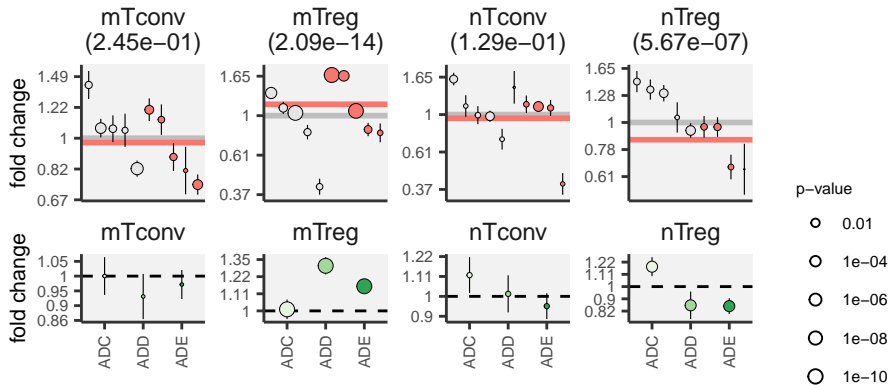 mTconv
(2.45e−01)
mTreg
(2.09e−14)
nTconv
(1.29e−01)
nTreg
(5.67e−07)
fold change
1.49
1.22
1
0.82
0.67
1.65
1
0.61
0.37
1.65
1
0.61
0.37
1.65
1.28
1
0.78
0.61
mTconv
mTreg
nTconv
nTreg
fold change
1.05
1
0.95
0.9
0.86
1.35
1.22
1.11
1
1.22
1.11
1
0.9
1.22
1.11
1
0.9
0.82
ADC
ADD
ADE
ADC
ADD
ADE
ADC
ADD
ADE
ADC
ADD
ADE
p−value
0.01
1e−04
1e−06
1e−08
1e−10